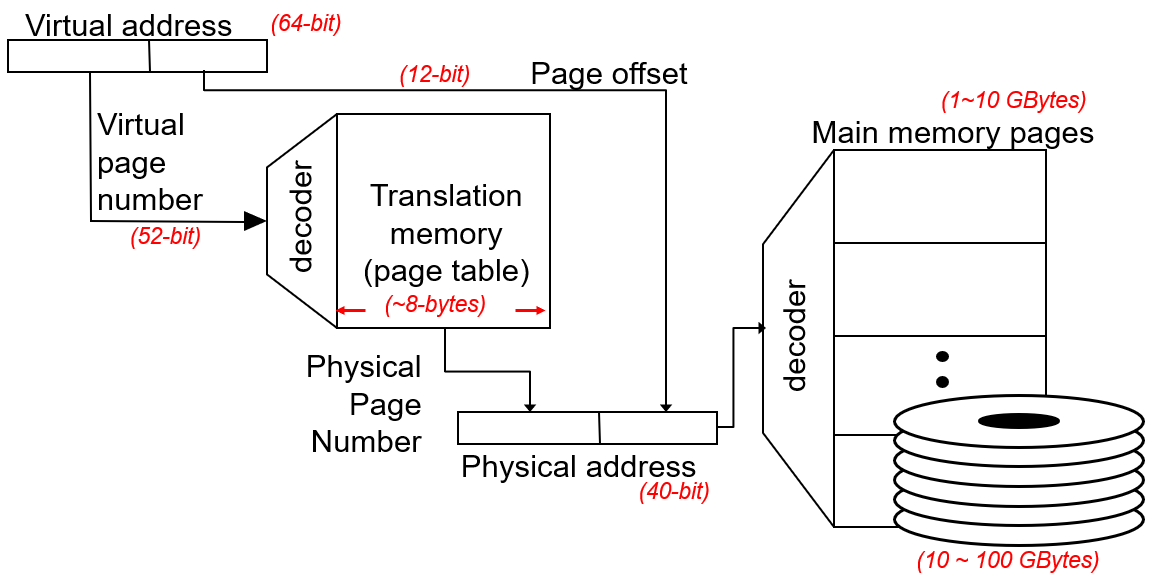 Virtual address
(64-bit)
(12-bit)
Page offset
(1~10 GBytes)
Main memory pages
Virtual
page
number
(52-bit)
decoder
Translation
memory
(page table)
(~8-bytes)
decoder
Physical
Page
Number
Physical address
(40-bit)
(10 ~ 100 GBytes)